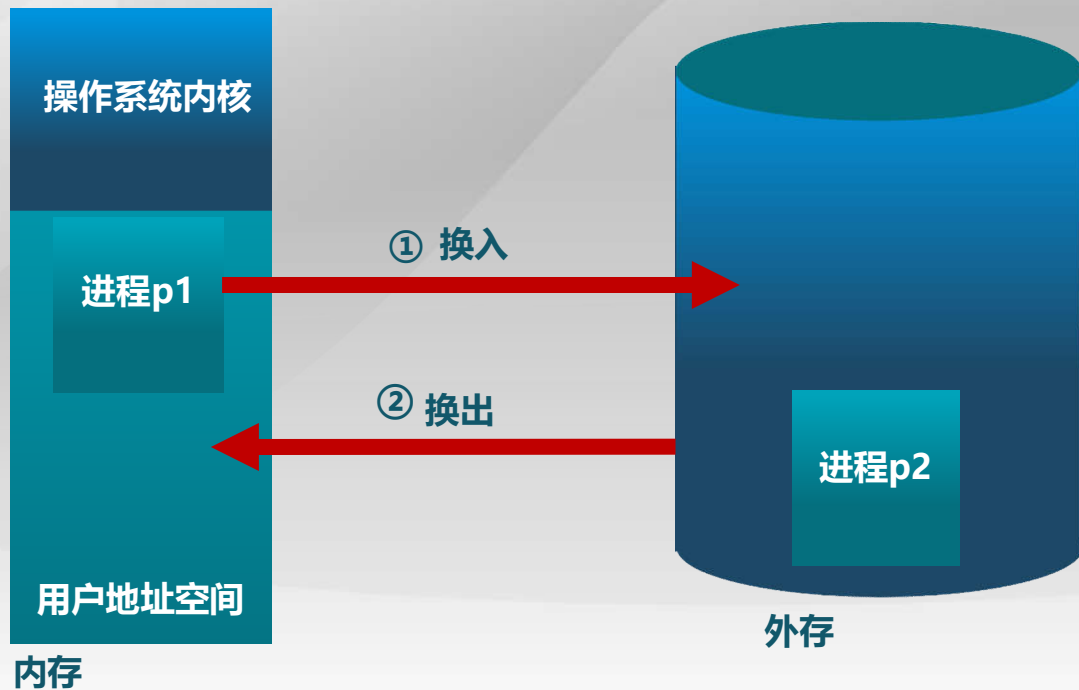 操作系统内核
进程p1
① 换入
② 换出
进程p2
用户地址空间
外存
内存